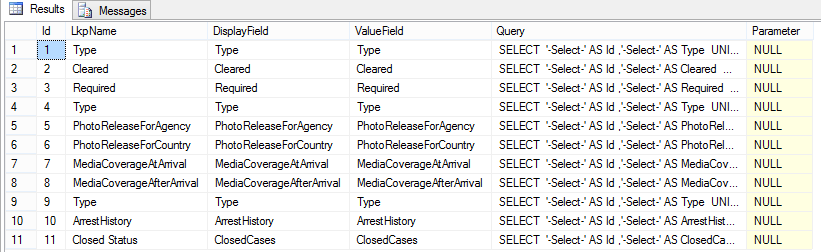 Results Messages
Id LkpName DisplayField ValueField Query Parameter
1 1 Type Type Type SELECT '-Select-' AS Id ,'-Select-' AS Type UNI... NULL
2 2 Cleared Cleared Cleared SELECT '-Select-' AS Id ,'-Select-' AS Cleared ... NULL
3 3 Required Required Required SELECT '-Select-' AS Id ,'-Select-' AS Required ... NULL
4 4 Type Type Type SELECT '-Select-' AS Id ,'-Select-' AS Type UNI... NULL
5 5 PhotoReleaseForAgency PhotoReleaseForAgency PhotoReleaseForAgency SELECT '-Select-' AS Id ,'-Select-' AS PhotoRel... NULL
6 6 PhotoReleaseForCountry PhotoReleaseForCountry PhotoReleaseForCountry SELECT '-Select-' AS Id ,'-Select-' AS PhotoRel... NULL
7 7 MediaCoverageAtArrival MediaCoverageAtArrival MediaCoverageAtArrival SELECT '-Select-' AS Id ,'-Select-' AS MediaCov... NULL
8 8 MediaCoverageAfterArrival MediaCoverageAfterArrival MediaCoverageAfterArrival SELECT '-Select-' AS Id ,'-Select-' AS MediaCov... NULL
9 9 Type Type Type SELECT '-Select-' AS Id ,'-Select-' AS Type UNI... NULL
10 10 ArrestHistory ArrestHistory ArrestHistory SELECT '-Select-' AS Id ,'-Select-' AS ArrestHist... NULL
11 11 Closed Status ClosedCases ClosedCases SELECT '-Select-' AS Id ,'-Select-' AS ClosedCa... NULL